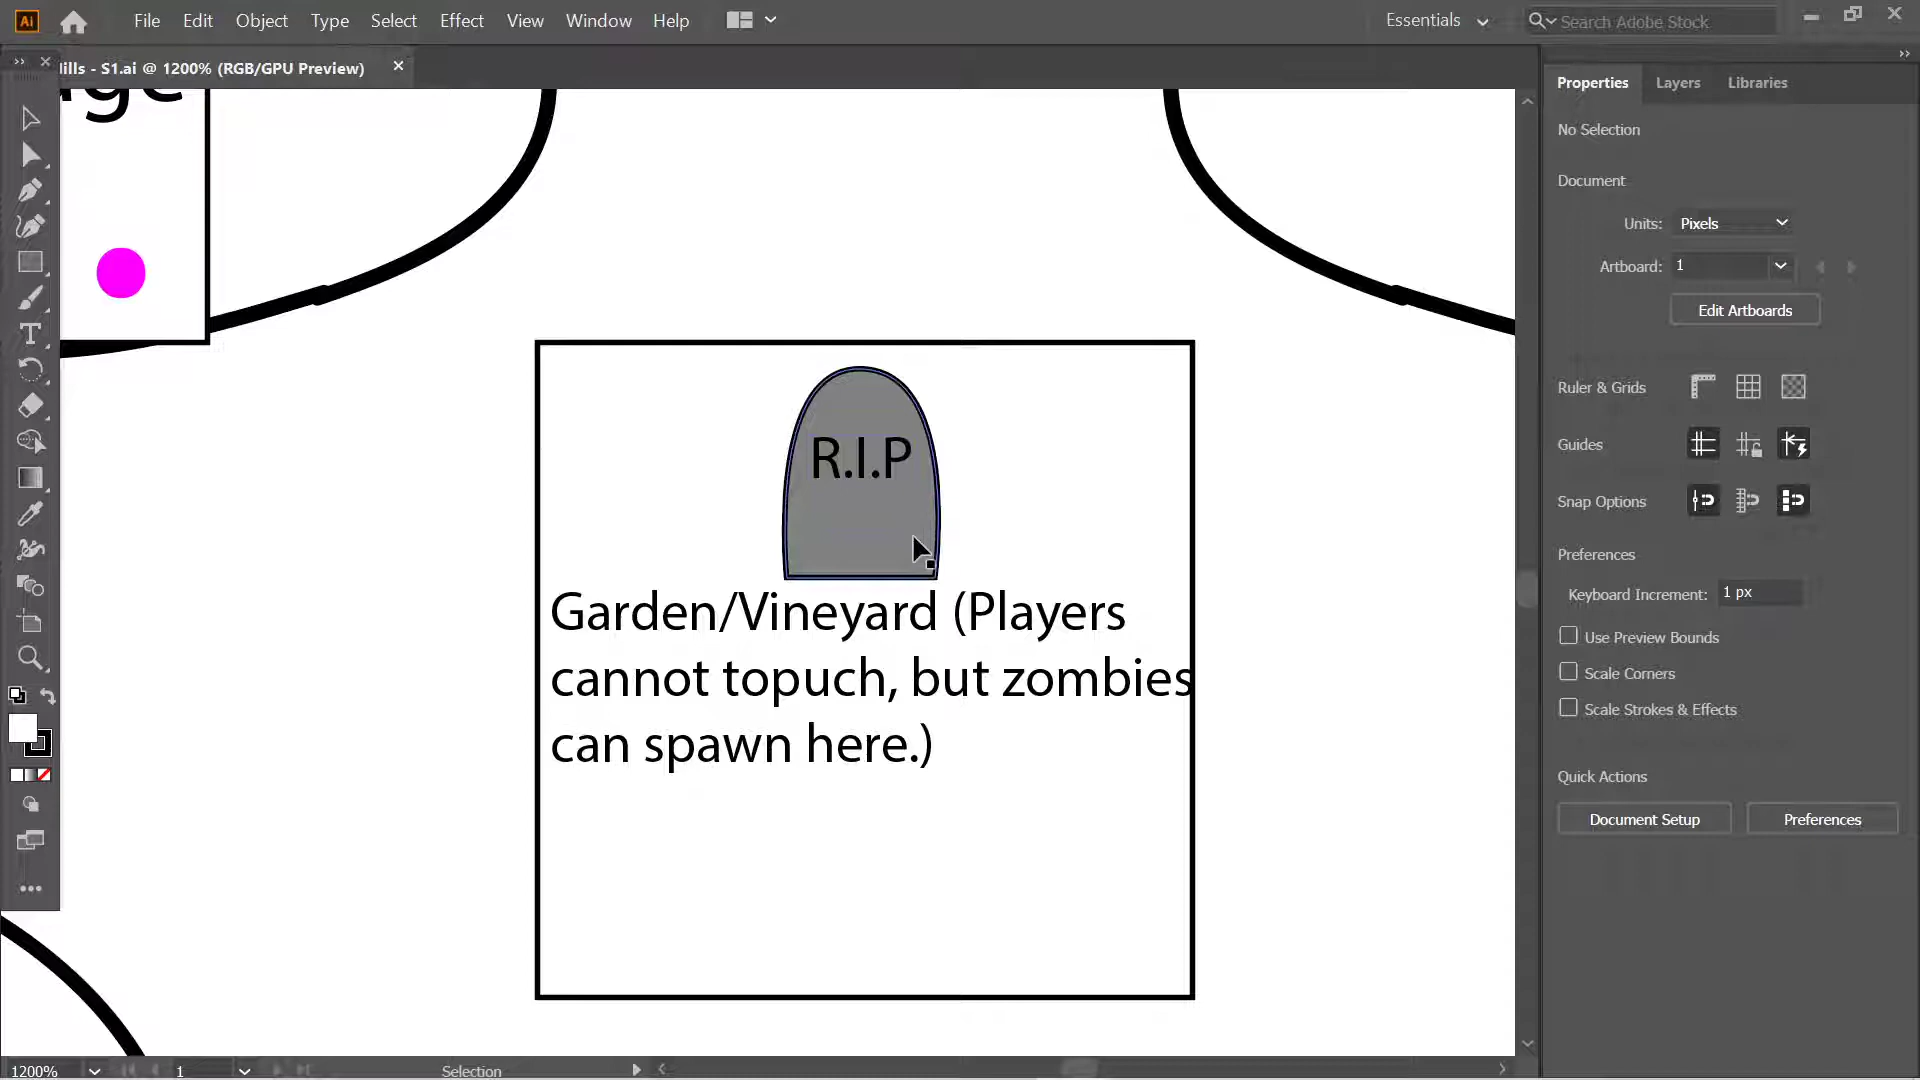 Ai
File Edit Object Type Select Effect View Window Help
Essentials
Search Adobe Stock
ills - S1.ai @ 1200% (RGB/GPU Preview)
R.I.P
Garden/Vineyard (Players
cannot topuch, but zombies
can spawn here.)
Properties Layers Libraries
No Selection
Document
Units: Pixels
Artboard: 1
Edit Artboards
Ruler & Grids
Guides
Snap Options
Preferences
Keyboard Increment: 1 px
Use Preview Bounds
Scale Corners
Scale Strokes & Effects
Quick Actions
Document Setup Preferences
1200% 1 Selection